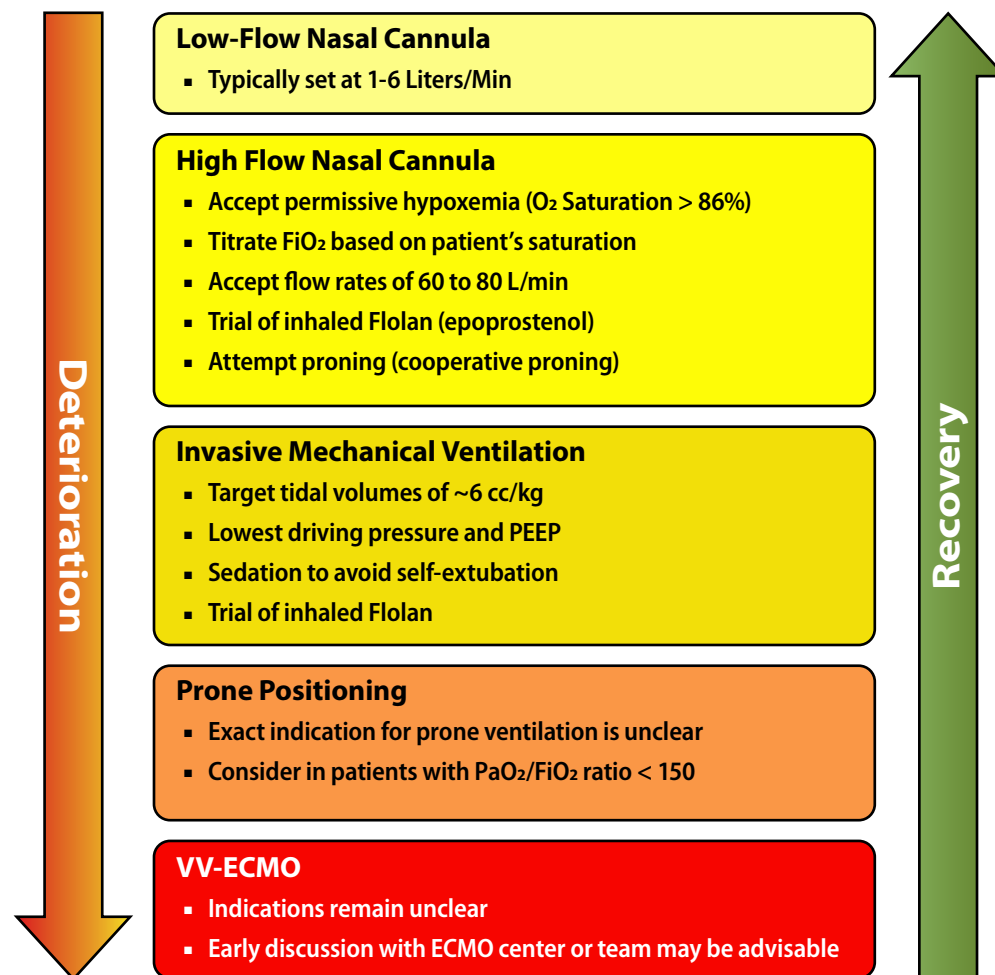 Low-Flow Nasal Cannula
▪ Typically set at 1-6 Liters/Min
High Flow Nasal Cannula
▪ Accept permissive hypoxemia (O₂ Saturation > 86%)
▪ Titrate FiO₂ based on patient's saturation
▪ Accept flow rates of 60 to 80 L/min
▪ Trial of inhaled Flolan (epoprostenol)
▪ Attempt proning (cooperative proning)
Deterioration
Recovery
Invasive Mechanical Ventilation
▪ Target tidal volumes of ~6 cc/kg
▪ Lowest driving pressure and PEEP
▪ Sedation to avoid self-extubation
▪ Trial of inhaled Flolan
Prone Positioning
▪ Exact indication for prone ventilation is unclear
▪ Consider in patients with PaO₂/FiO₂ ratio < 150
VV-ECMO
▪ Indications remain unclear
▪ Early discussion with ECMO center or team may be advisable